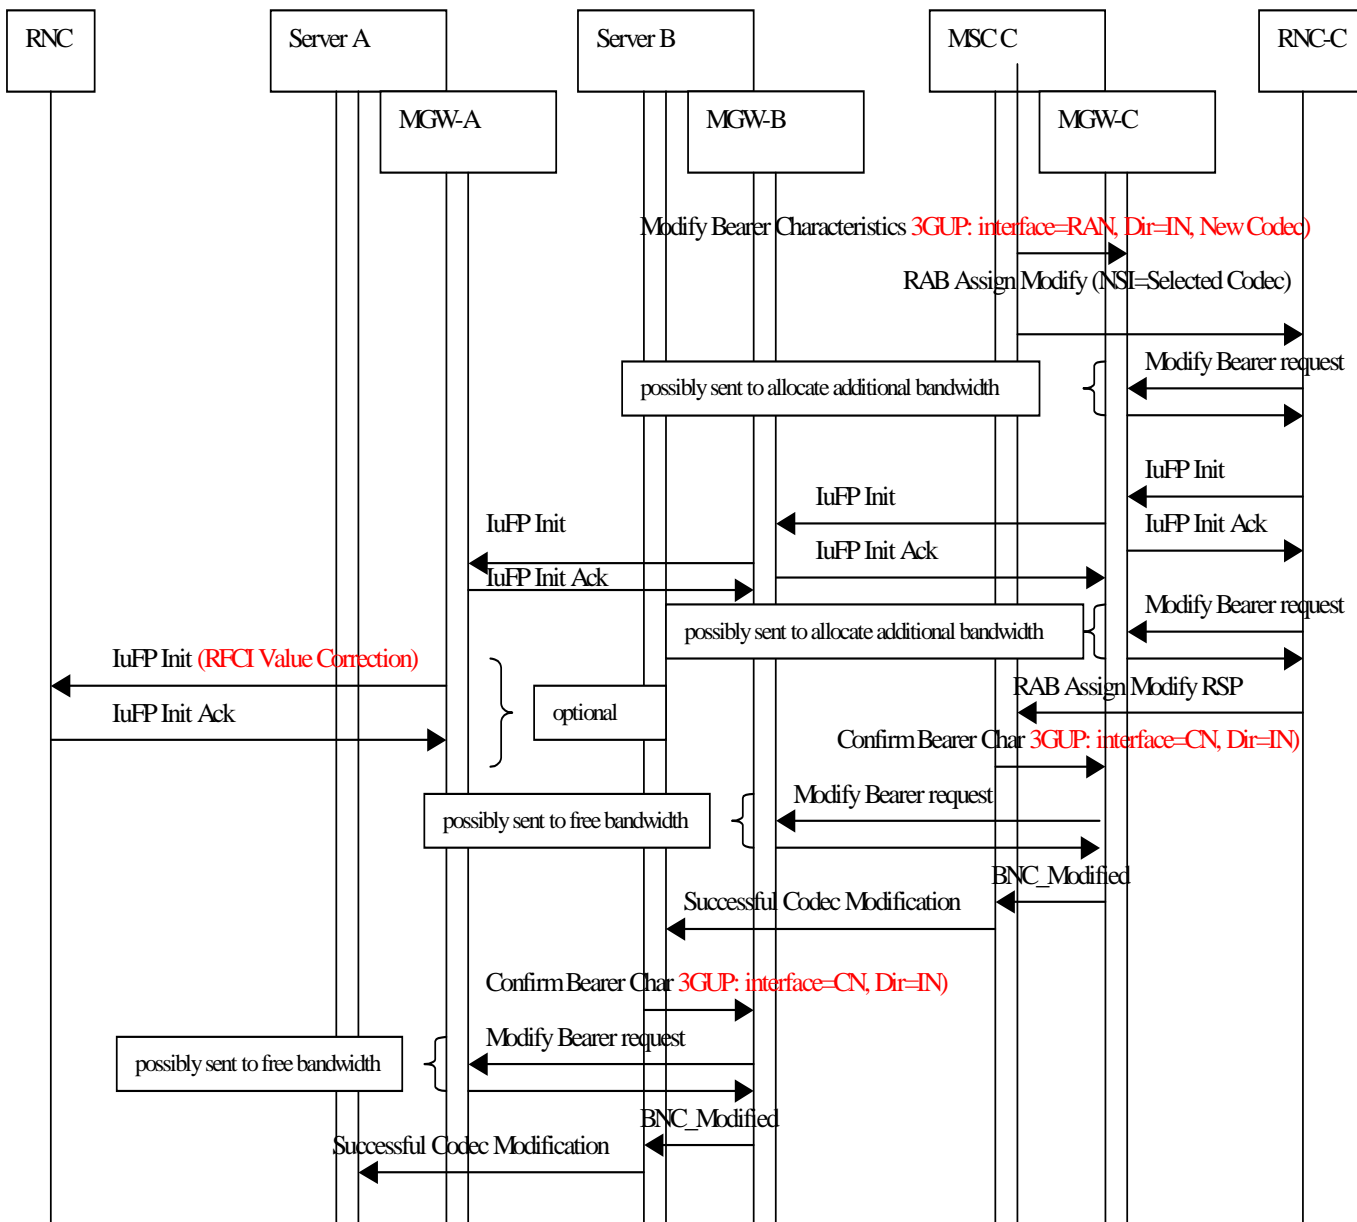 RNC
Server A
Server B
MSC C
RNC-C
MGW-A
MGW-B
MGW-C
Modify Bearer Characteristics 3GUP: interface=RAN, Dir=IN, New Codec)
RAB Assign Modify (NSI=Selected Codec)
Modify Bearer request
possibly sent to allocate additional bandwidth
IuFP Init
IuFP Init
IuFP Init
IuFP Init Ack
IuFP Init Ack
IuFP Init Ack
Modify Bearer request
possibly sent to allocate additional bandwidth
IuFP Init (RFCI Value Correction)
RAB Assign Modify RSP
IuFP Init Ack
optional
Confirm Bearer Char 3GUP: interface=CN, Dir=IN)
Modify Bearer request
possibly sent to free bandwidth
BNC_Modified
Successful Codec Modification
Confirm Bearer Char 3GUP: interface=CN, Dir=IN)
Modify Bearer request
possibly sent to free bandwidth
BNC_Modified
Successful Codec Modification